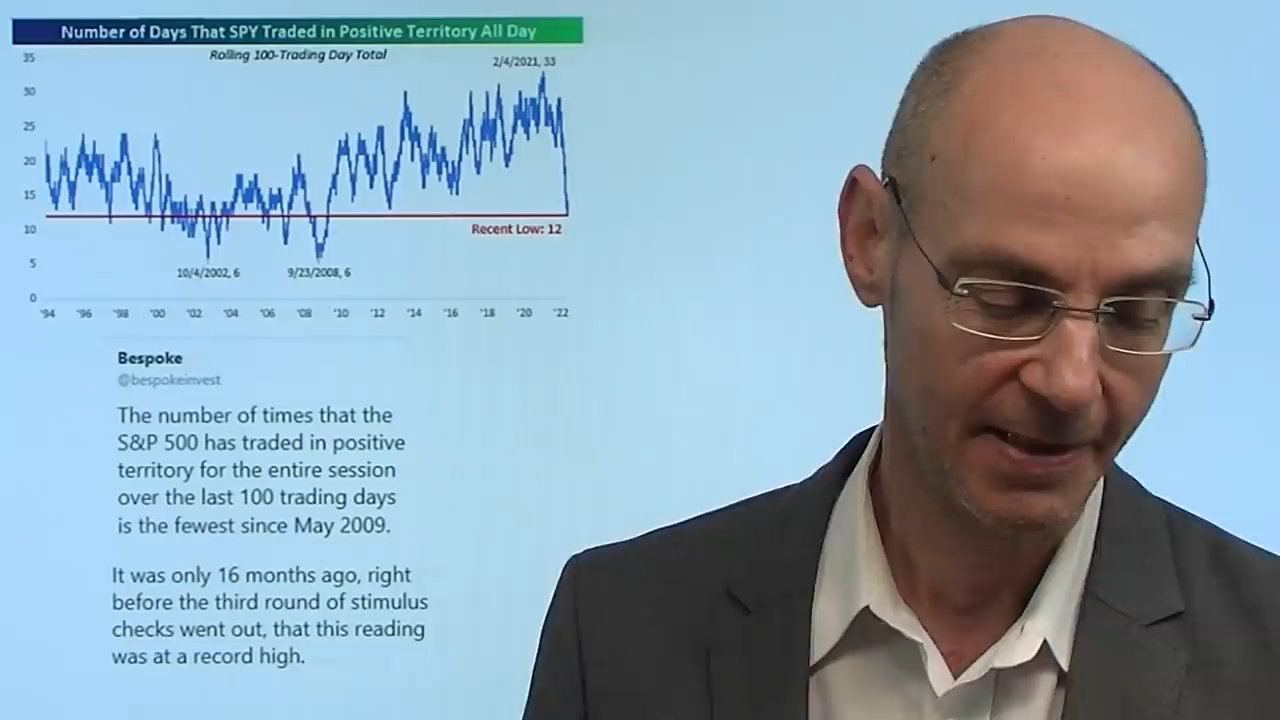 Number of Days That SPY Traded in Positive Territory All Day
Rolling 100-Trading Day Total
2/4/2021, 33
35
30
25
20
15
10
5
0
Recent Low: 12
10/4/2002, 6
9/23/2008, 6
'94 '96 '98 '00 '02 '04 '06 '08 '10 '12 '14 '16 '18 '20 '22
Bespoke
@bespokeinvest
The number of times that the
S&P 500 has traded in positive
territory for the entire session
over the last 100 trading days
is the fewest since May 2009.
It was only 16 months ago, right
before the third round of stimulus
checks went out, that this reading
was at a record high.